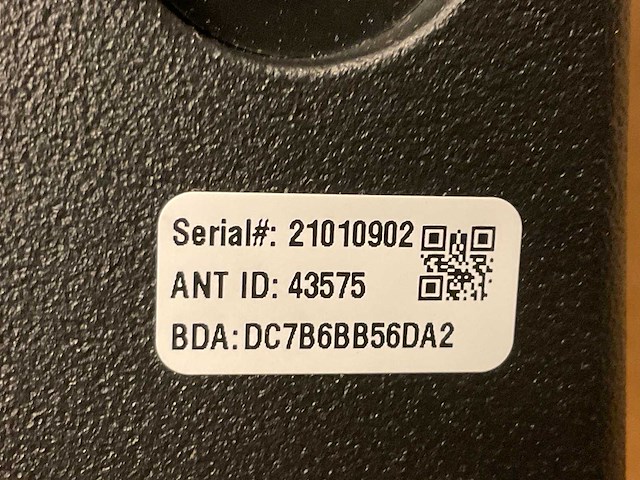 Serial#: 21010902
ANT ID: 43575
BDA:DC7B6BB56DA2